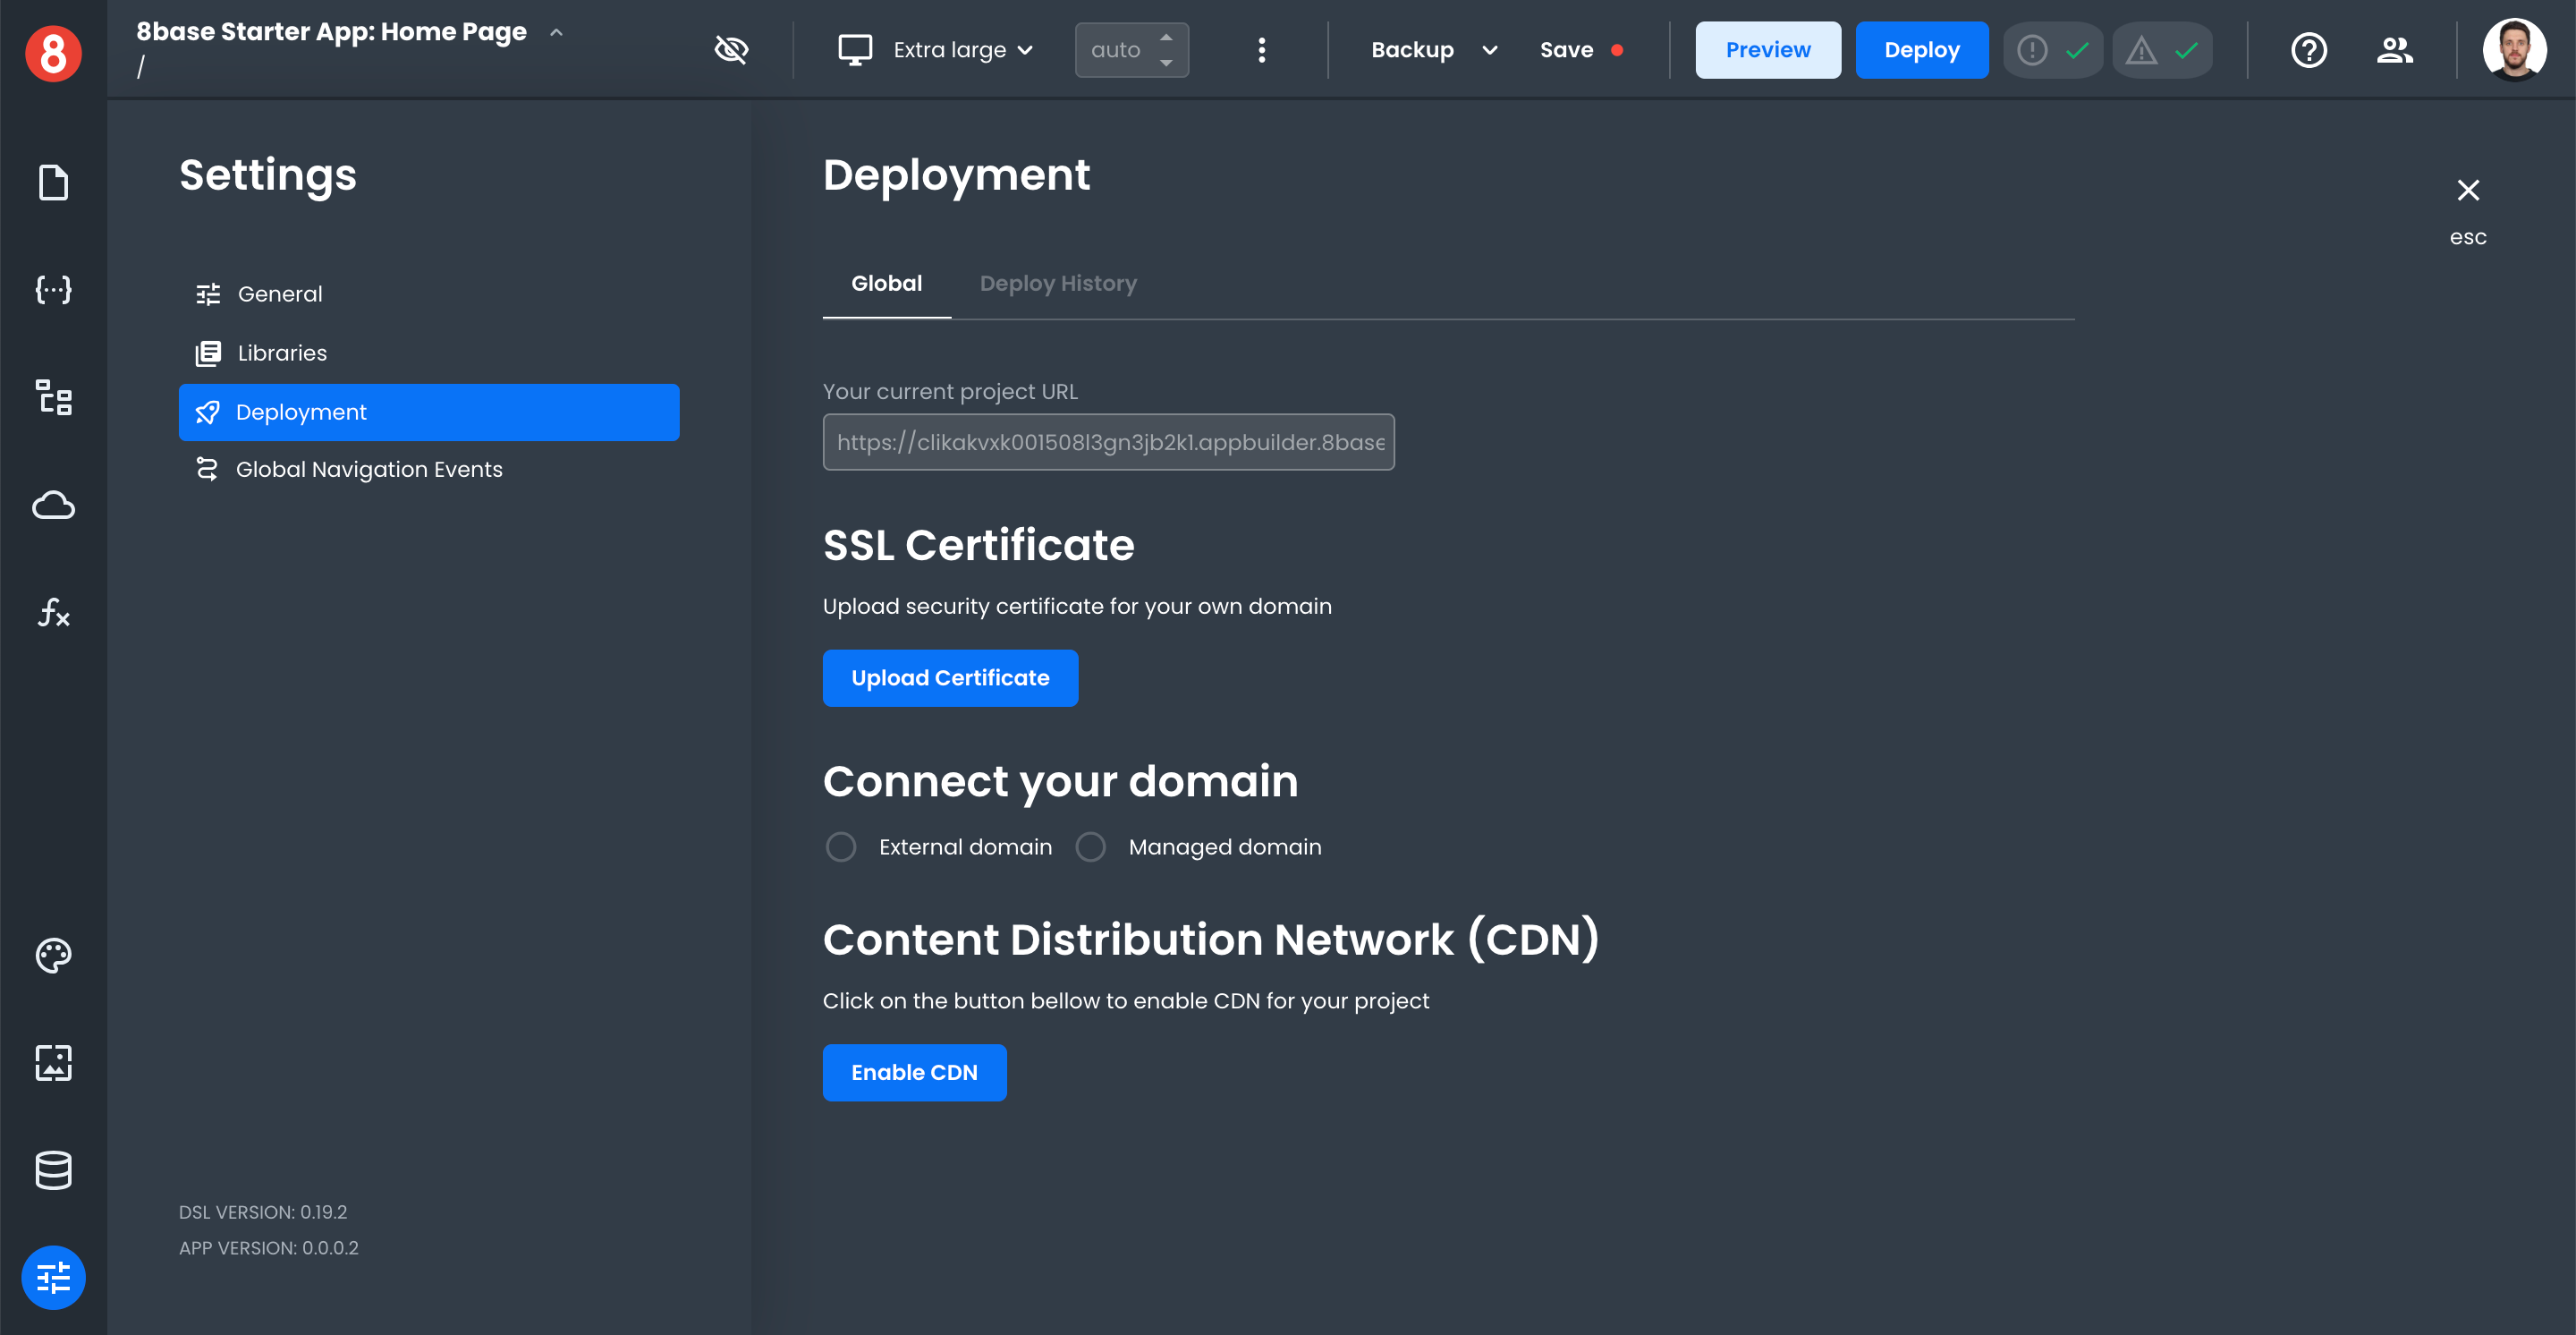 8
8base Starter App: Home Page
/
Extra large
auto
Backup
Save
Preview
Deploy
Settings
General
Libraries
Deployment
Global Navigation Events
DSL VERSION: 0.19.2
APP VERSION: 0.0.0.2
Deployment
esc
Global
Deploy History
Your current project URL
https://clikakvxk001508l3gn3jb2k1.appbuilder.8base
SSL Certificate
Upload security certificate for your own domain
Upload Certificate
Connect your domain
External domain
Managed domain
Content Distribution Network (CDN)
Click on the button bellow to enable CDN for your project
Enable CDN